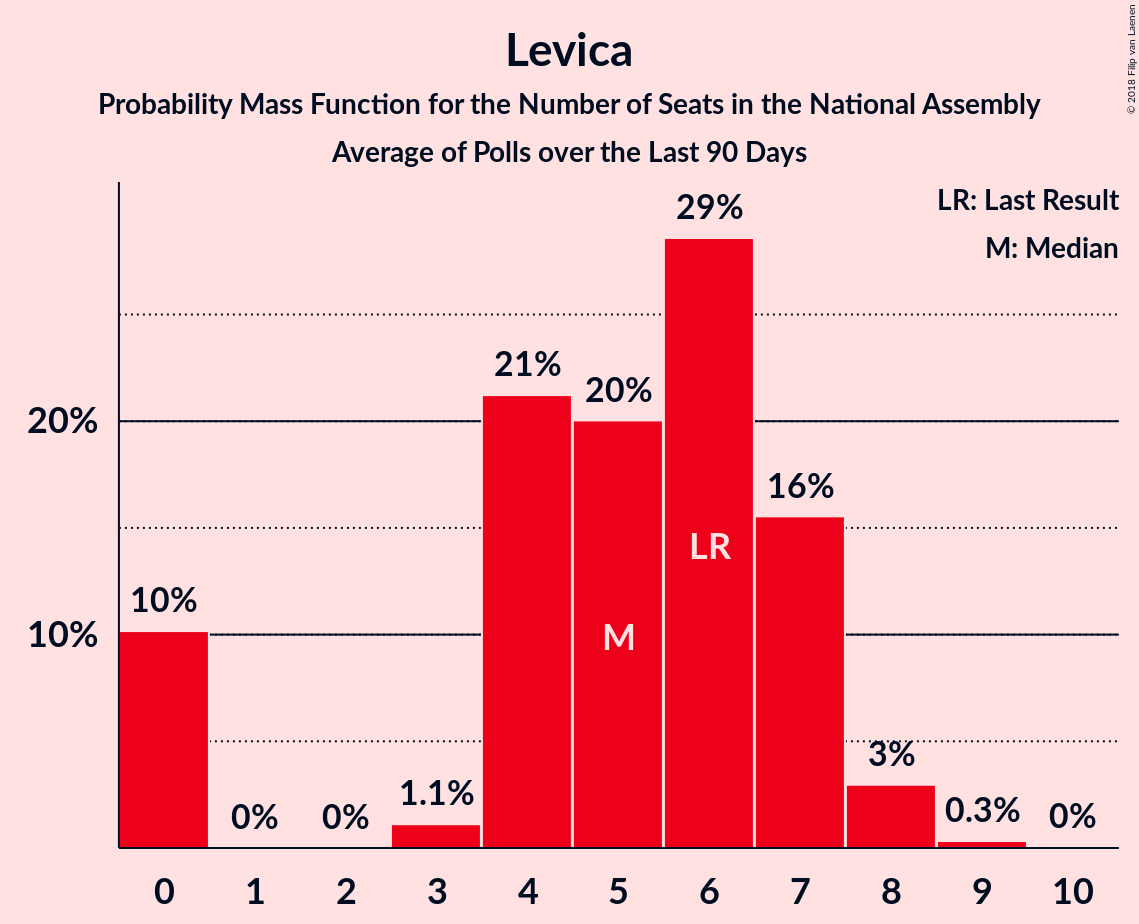 Levica
Probability Mass Function for the Number of Seats in the National Assembly
Average of Polls over the Last 90 Days
© 2018 Filip van Laenen
LR: Last Result
M: Median
29%
21%
20%
20%
16%
LR
10%
10%
M
3%
1.1%
0%
0%
0.3%
0%
0 1 2 3 4 5 6 7 8 9 10